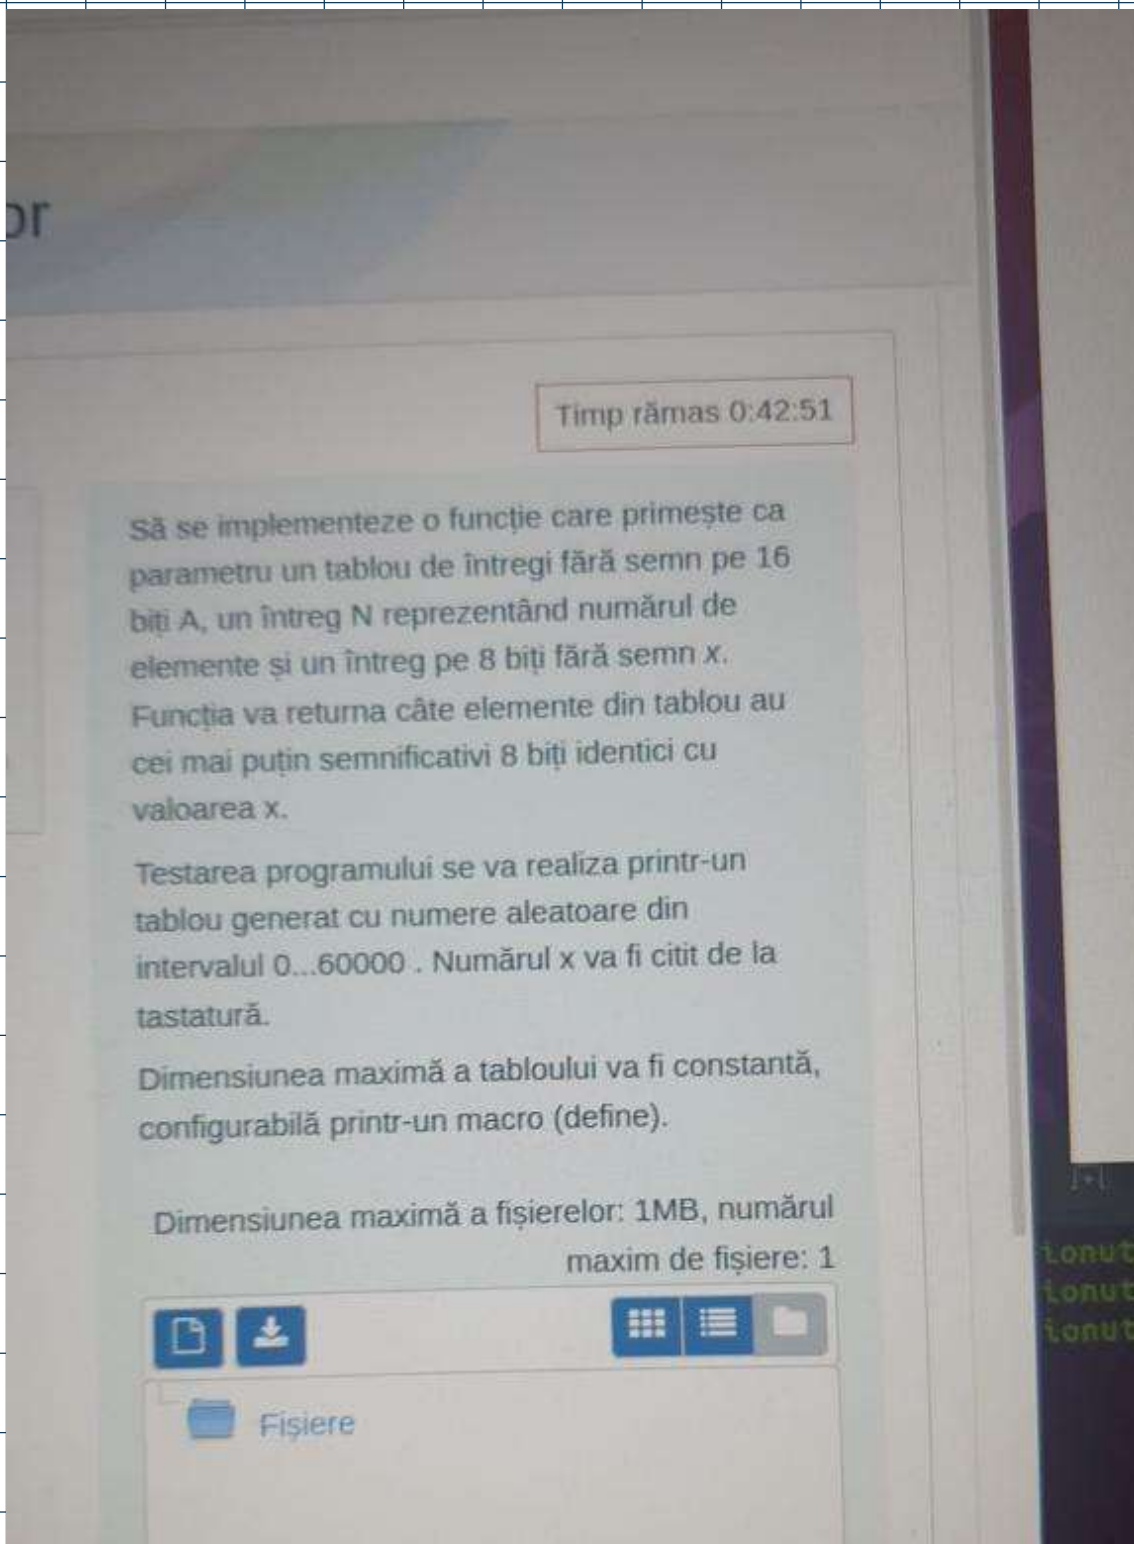 or
Timp rămas 0:42:51
Să se implementeze o funcție care primește ca
parametru un tablou de întregi fără semn pe 16
biți A, un întreg N reprezentând numărul de
elemente și un întreg pe 8 biți fără semn x.
Funcția va returna câte elemente din tablou au
cei mai puțin semnificativi 8 biți identici cu
valoarea x.
Testarea programului se va realiza printr-un
tablou generat cu numere aleatoare din
intervalul 0...60000 . Numărul x va fi citit de la
tastatură.
Dimensiunea maximă a tabloului va fi constantă,
configurabilă printr-un macro (define).
Dimensiunea maximă a fișierelor: 1MB, numărul
maxim de fișiere: 1
Fișiere
[+]
ionut
ionut
ionut